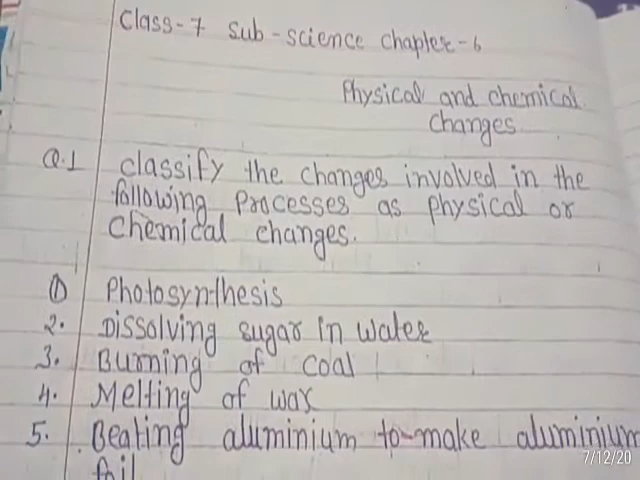 Class-7 Sub-science chapter-6
Physical and chemical
changes
Q.1 classify the changes involved in the
following processes as physical or
chemical changes.
① Photosynthesis
2. Dissolving sugar in water
3. Burning of coal
4. Melting of wax
5. Beating aluminium to make aluminium
foil
7/12/20